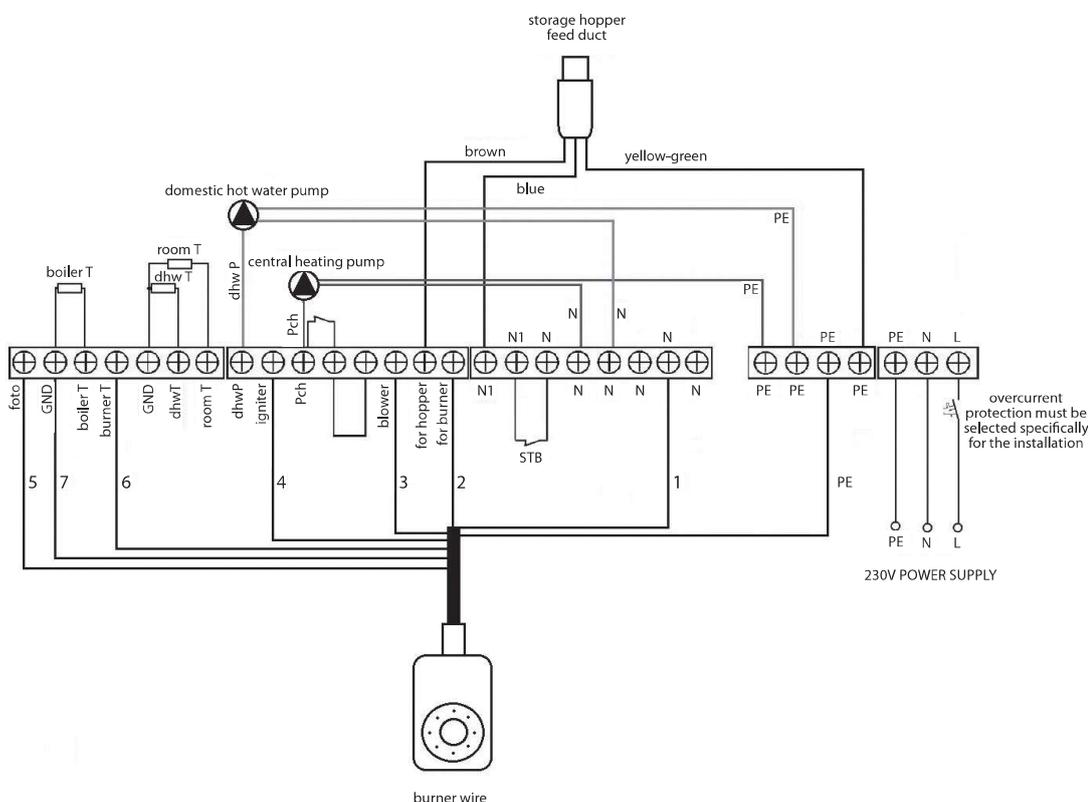 storage hopper
feed duct
brown
yellow-green
blue
domestic hot water pump
PE
room T
boiler T
dhw T
dhw P
central heating pump
PE
Pch
N
N
N1
N
N
PE
PE
N
L
foto
GND
boiler T
burner T
GND
dhwT
room T
dhwP
igniter
Pch
blower
for hopper
for burner
N1
N
N
N
N
PE
PE
PE
overcurrent
protection must be
selected specifically
for the installation
STB
5
7
6
4
3
2
1
PE
PE
N
L
230V POWER SUPPLY
burner wire